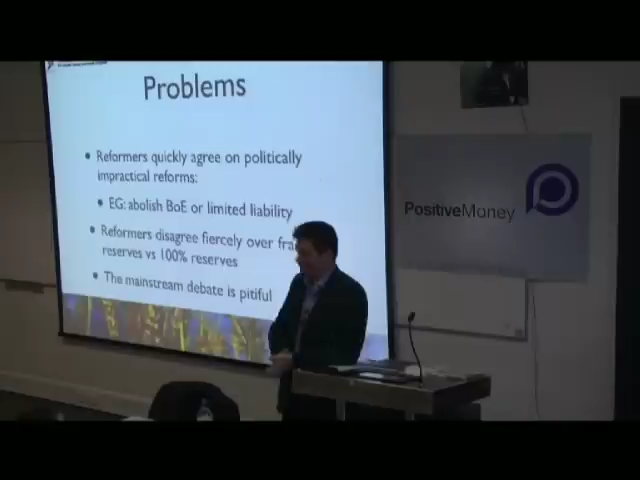 Problems
• Reformers quickly agree on politically
impractical reforms:
• EG: abolish BoE or limited liability
• Reformers disagree fiercely over fra
reserves vs 100% reserves
• The mainstream debate is pitiful
PositiveMoney